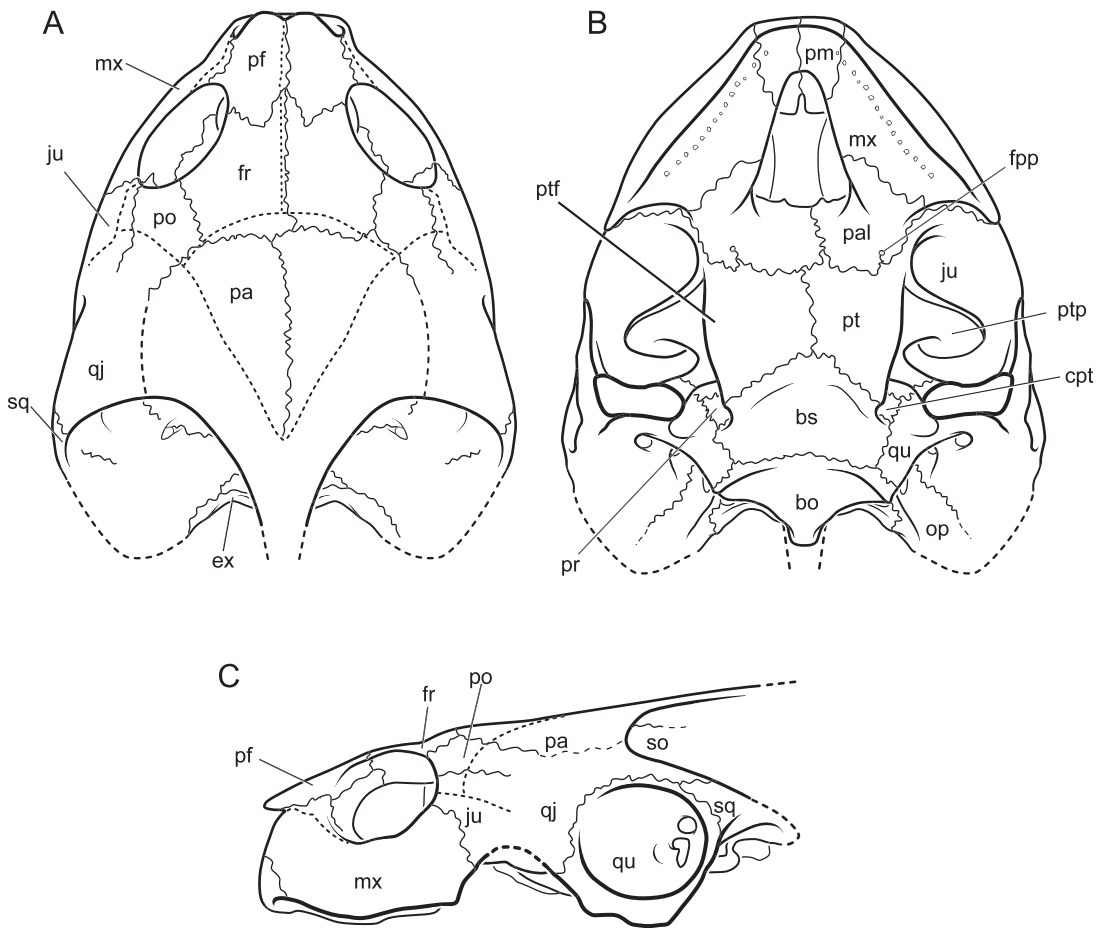 A
mx
pf
ju
fr
po
pa
qj
sq
ex
B
pm
mx
fpp
ptf
pal
ju
pt
ptp
cpt
bs
qu
bo
op
pr
C
po
fr
pf
pa
so
ju
qj
sq
qu
mx